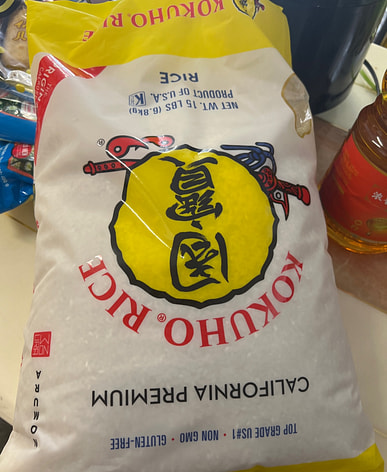 TOP GRADE US#1 • NON GMO • GLUTEN-FREE
CALIFORNIA PREMIUM
KOKUHO® RICE
國寶
®
NOMURA
NET WT. 15 LBS (6.8kg)
PRODUCT OF U.S.A. K
RICE
KOKUHO RICE